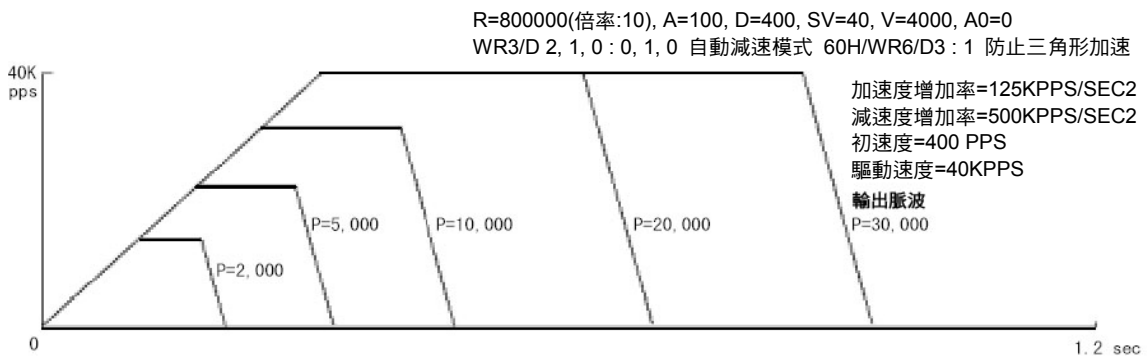 R=800000(倍率:10), A=100, D=400, SV=40, V=4000, A0=0
WR3/D 2, 1, 0 : 0, 1, 0 自動減速模式 60H/WR6/D3 : 1 防止三角形加速
40K
pps
加速度增加率=125KPPS/SEC2
減速度增加率=500KPPS/SEC2
初速度=400 PPS
驅動速度=40KPPS
輸出脈波
P=2, 000
P=5, 000
P=10, 000
P=20, 000
P=30, 000
0
1. 2 sec